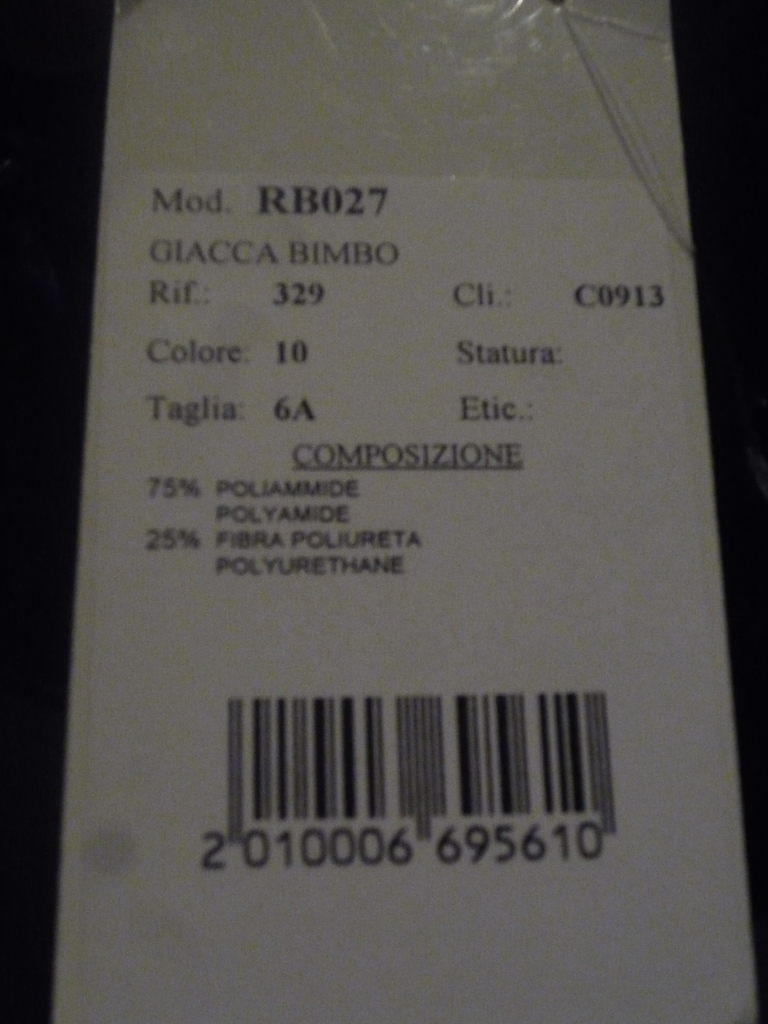 Mod. RB027
GIACCA BIMBO
Rif.: 329 Cli.: C0913
Colore: 10 Statura:
Taglia: 6A Etic.:
COMPOSIZIONE
75% POLIAMMIDE
POLYAMIDE
25% FIBRA POLIURETA
POLYURETHANE
2 010006 695610